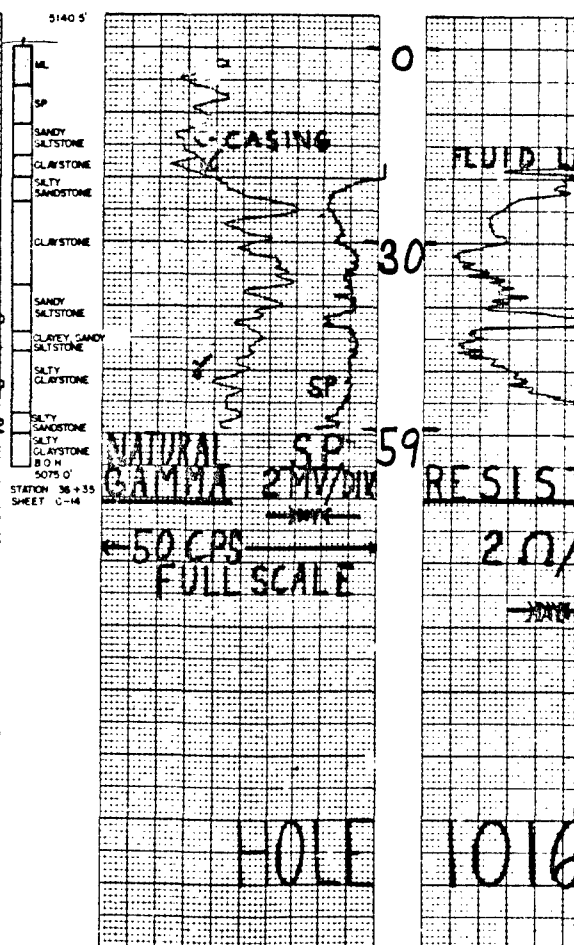 5140 5'
ML
SP
SANDY
SILTSTONE
CLAYSTONE
SILTY
SANDSTONE
CLAYSTONE
SANDY
SILTSTONE
CLAYEY, SANDY
SILTSTONE
SILTY
CLAYSTONE
SILTY
SANDSTONE
SILTY
CLAYSTONE
B O H
5075 0'
STATION 36+35
SHEET C-14
CASING
SP
NATURAL
GAMMA
SP
2 MV/DIV
50 CPS
FULL SCALE
0
30
59
FLUID L
RESIST
2 Ω/
HOLE 1016